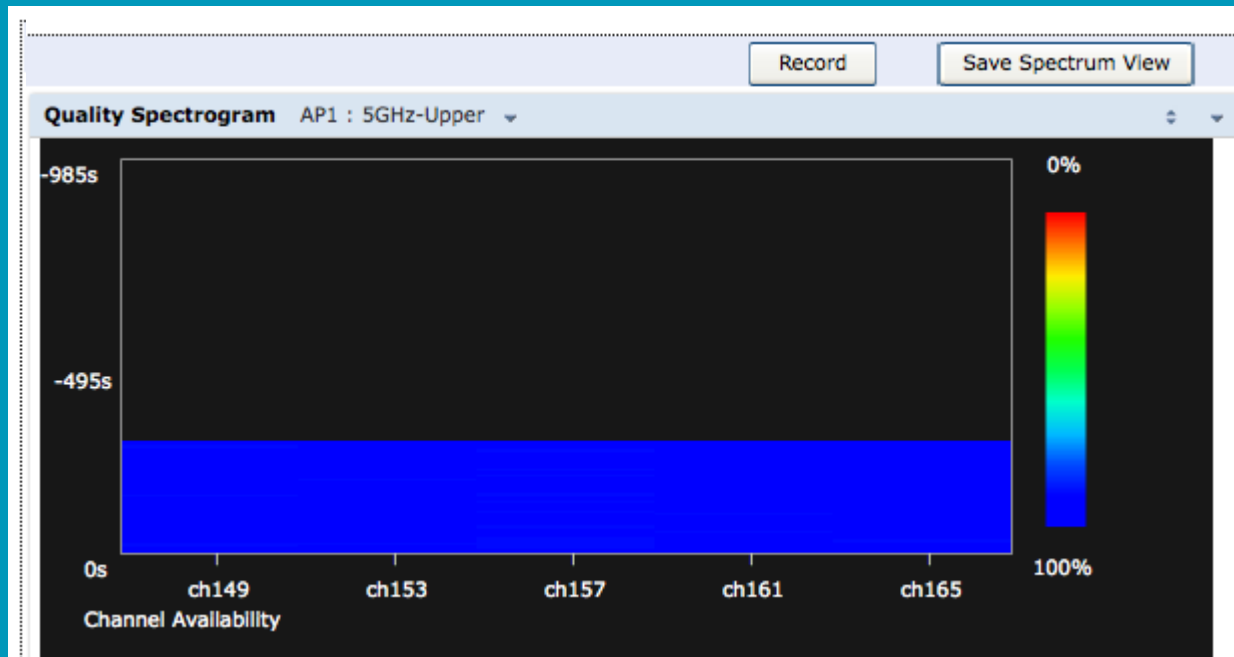 Record Save Spectrum View
Quality Spectrogram AP1 : 5GHz-Upper
-985s
0%
-495s
0s
100%
ch149 ch153 ch157 ch161 ch165
Channel Availability